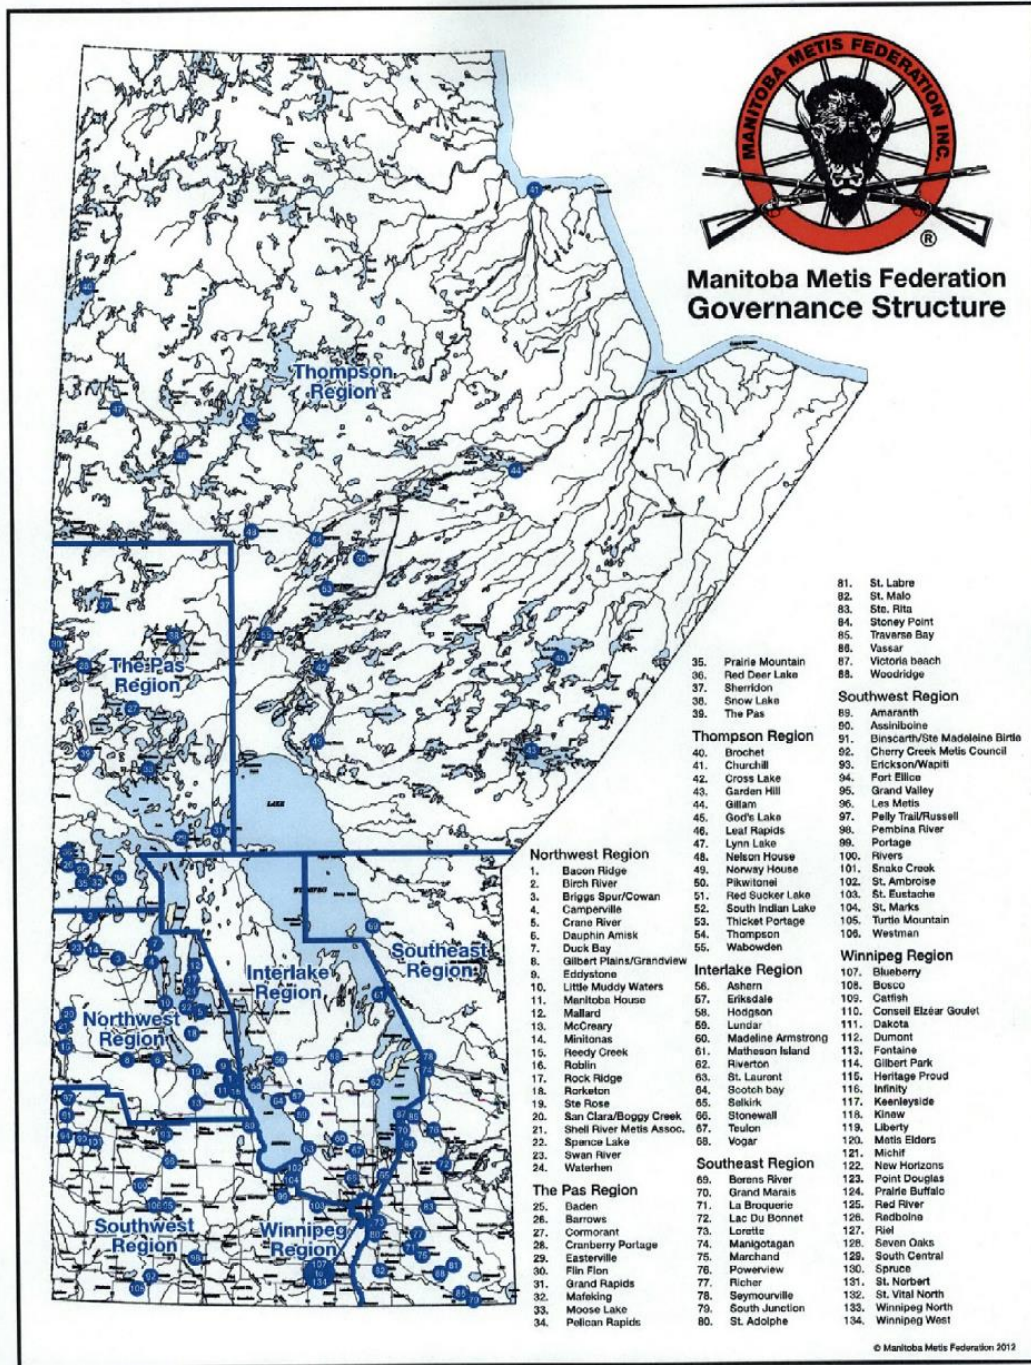 MANITOBA METIS FEDERATION INC.
®
Manitoba Metis Federation
Governance Structure
Thompson
Region
The Pas
Region
LAKE
Southeast
Region
Interlake
Region
Northwest
Region
Southwest
Region
Winnipeg
Region
Northwest Region
1. Bacon Ridge
2. Birch River
3. Briggs Spur/Cowan
4. Camperville
5. Crane River
6. Dauphin Amisk
7. Duck Bay
8. Gilbert Plains/Grandview
9. Eddystone
10. Little Muddy Waters
11. Manitoba House
12. Mallard
13. McCreary
14. Minitonas
15. Reedy Creek
16. Roblin
17. Rock Ridge
18. Rorketon
19. Ste Rose
20. San Clara/Boggy Creek
21. Shell River Metis Assoc.
22. Spence Lake
23. Swan River
24. Waterhen
The Pas Region
25. Baden
26. Barrows
27. Cormorant
28. Cranberry Portage
29. Easterville
30. Flin Flon
31. Grand Rapids
32. Mafeking
33. Moose Lake
34. Pelican Rapids
35. Prairie Mountain
36. Red Deer Lake
37. Sherridon
38. Snow Lake
39. The Pas
Thompson Region
40. Brochet
41. Churchill
42. Cross Lake
43. Garden Hill
44. Gillam
45. God's Lake
46. Leaf Rapids
47. Lynn Lake
48. Nelson House
49. Norway House
50. Pikwitonei
51. Red Sucker Lake
52. South Indian Lake
53. Thicket Portage
54. Thompson
55. Wabowden
Interlake Region
56. Ashern
57. Eriksdale
58. Hodgson
59. Lundar
60. Madeline Armstrong
61. Matheson Island
62. Riverton
63. St. Laurent
64. Scotch bay
65. Selkirk
66. Stonewall
67. Teulon
68. Vogar
Southeast Region
69. Berens River
70. Grand Marais
71. La Broquerie
72. Lac Du Bonnet
73. Lorette
74. Manigotagan
75. Marchand
76. Powerview
77. Richer
78. Seymourville
79. South Junction
80. St. Adolphe
81. St. Labre
82. St. Malo
83. Ste. Rita
84. Stoney Point
85. Traverse Bay
86. Vassar
87. Victoria beach
88. Woodridge
Southwest Region
89. Amaranth
90. Assiniboine
91. Binscarth/Ste Madeleine Birtle
92. Cherry Creek Metis Council
93. Erickson/Wapiti
94. Fort Ellice
95. Grand Valley
96. Les Metis
97. Pelly Trail/Russell
98. Pembina River
99. Portage
100. Rivers
101. Snake Creek
102. St. Ambroise
103. St. Eustache
104. St. Marks
105. Turtle Mountain
106. Westman
Winnipeg Region
107. Blueberry
108. Bosco
109. Catfish
110. Conseil Elzéar Goulet
111. Dakota
112. Dumont
113. Fontaine
114. Gilbert Park
115. Heritage Proud
116. Infinity
117. Keenleyside
118. Kinew
119. Liberty
120. Metis Elders
121. Michif
122. New Horizons
123. Point Douglas
124. Prairie Buffalo
125. Red River
126. Redboine
127. Riel
128. Seven Oaks
129. South Central
130. Spruce
131. St. Norbert
132. St. Vital North
133. Winnipeg North
134. Winnipeg West
© Manitoba Metis Federation 2012